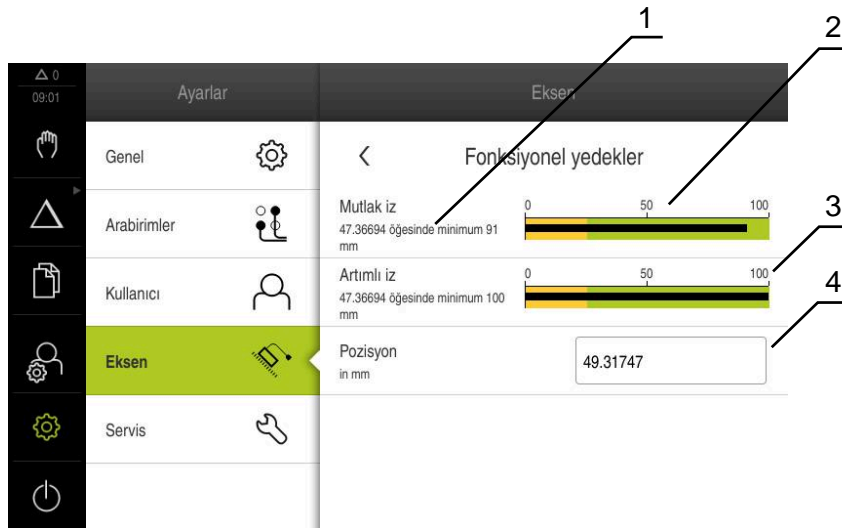 1
2
0
09:01
Ayarlar
Eksen
Genel
Fonksiyonel yedekler
Mutlak iz
47.36694 öğesinde minimum 91
mm
0 50 100
3
Arabirimler
Artımlı iz
47.36694 öğesinde minimum 100
mm
0 50 100
4
Kullanıcı
Eksen
Pozisyon
in mm
49.31747
Servis